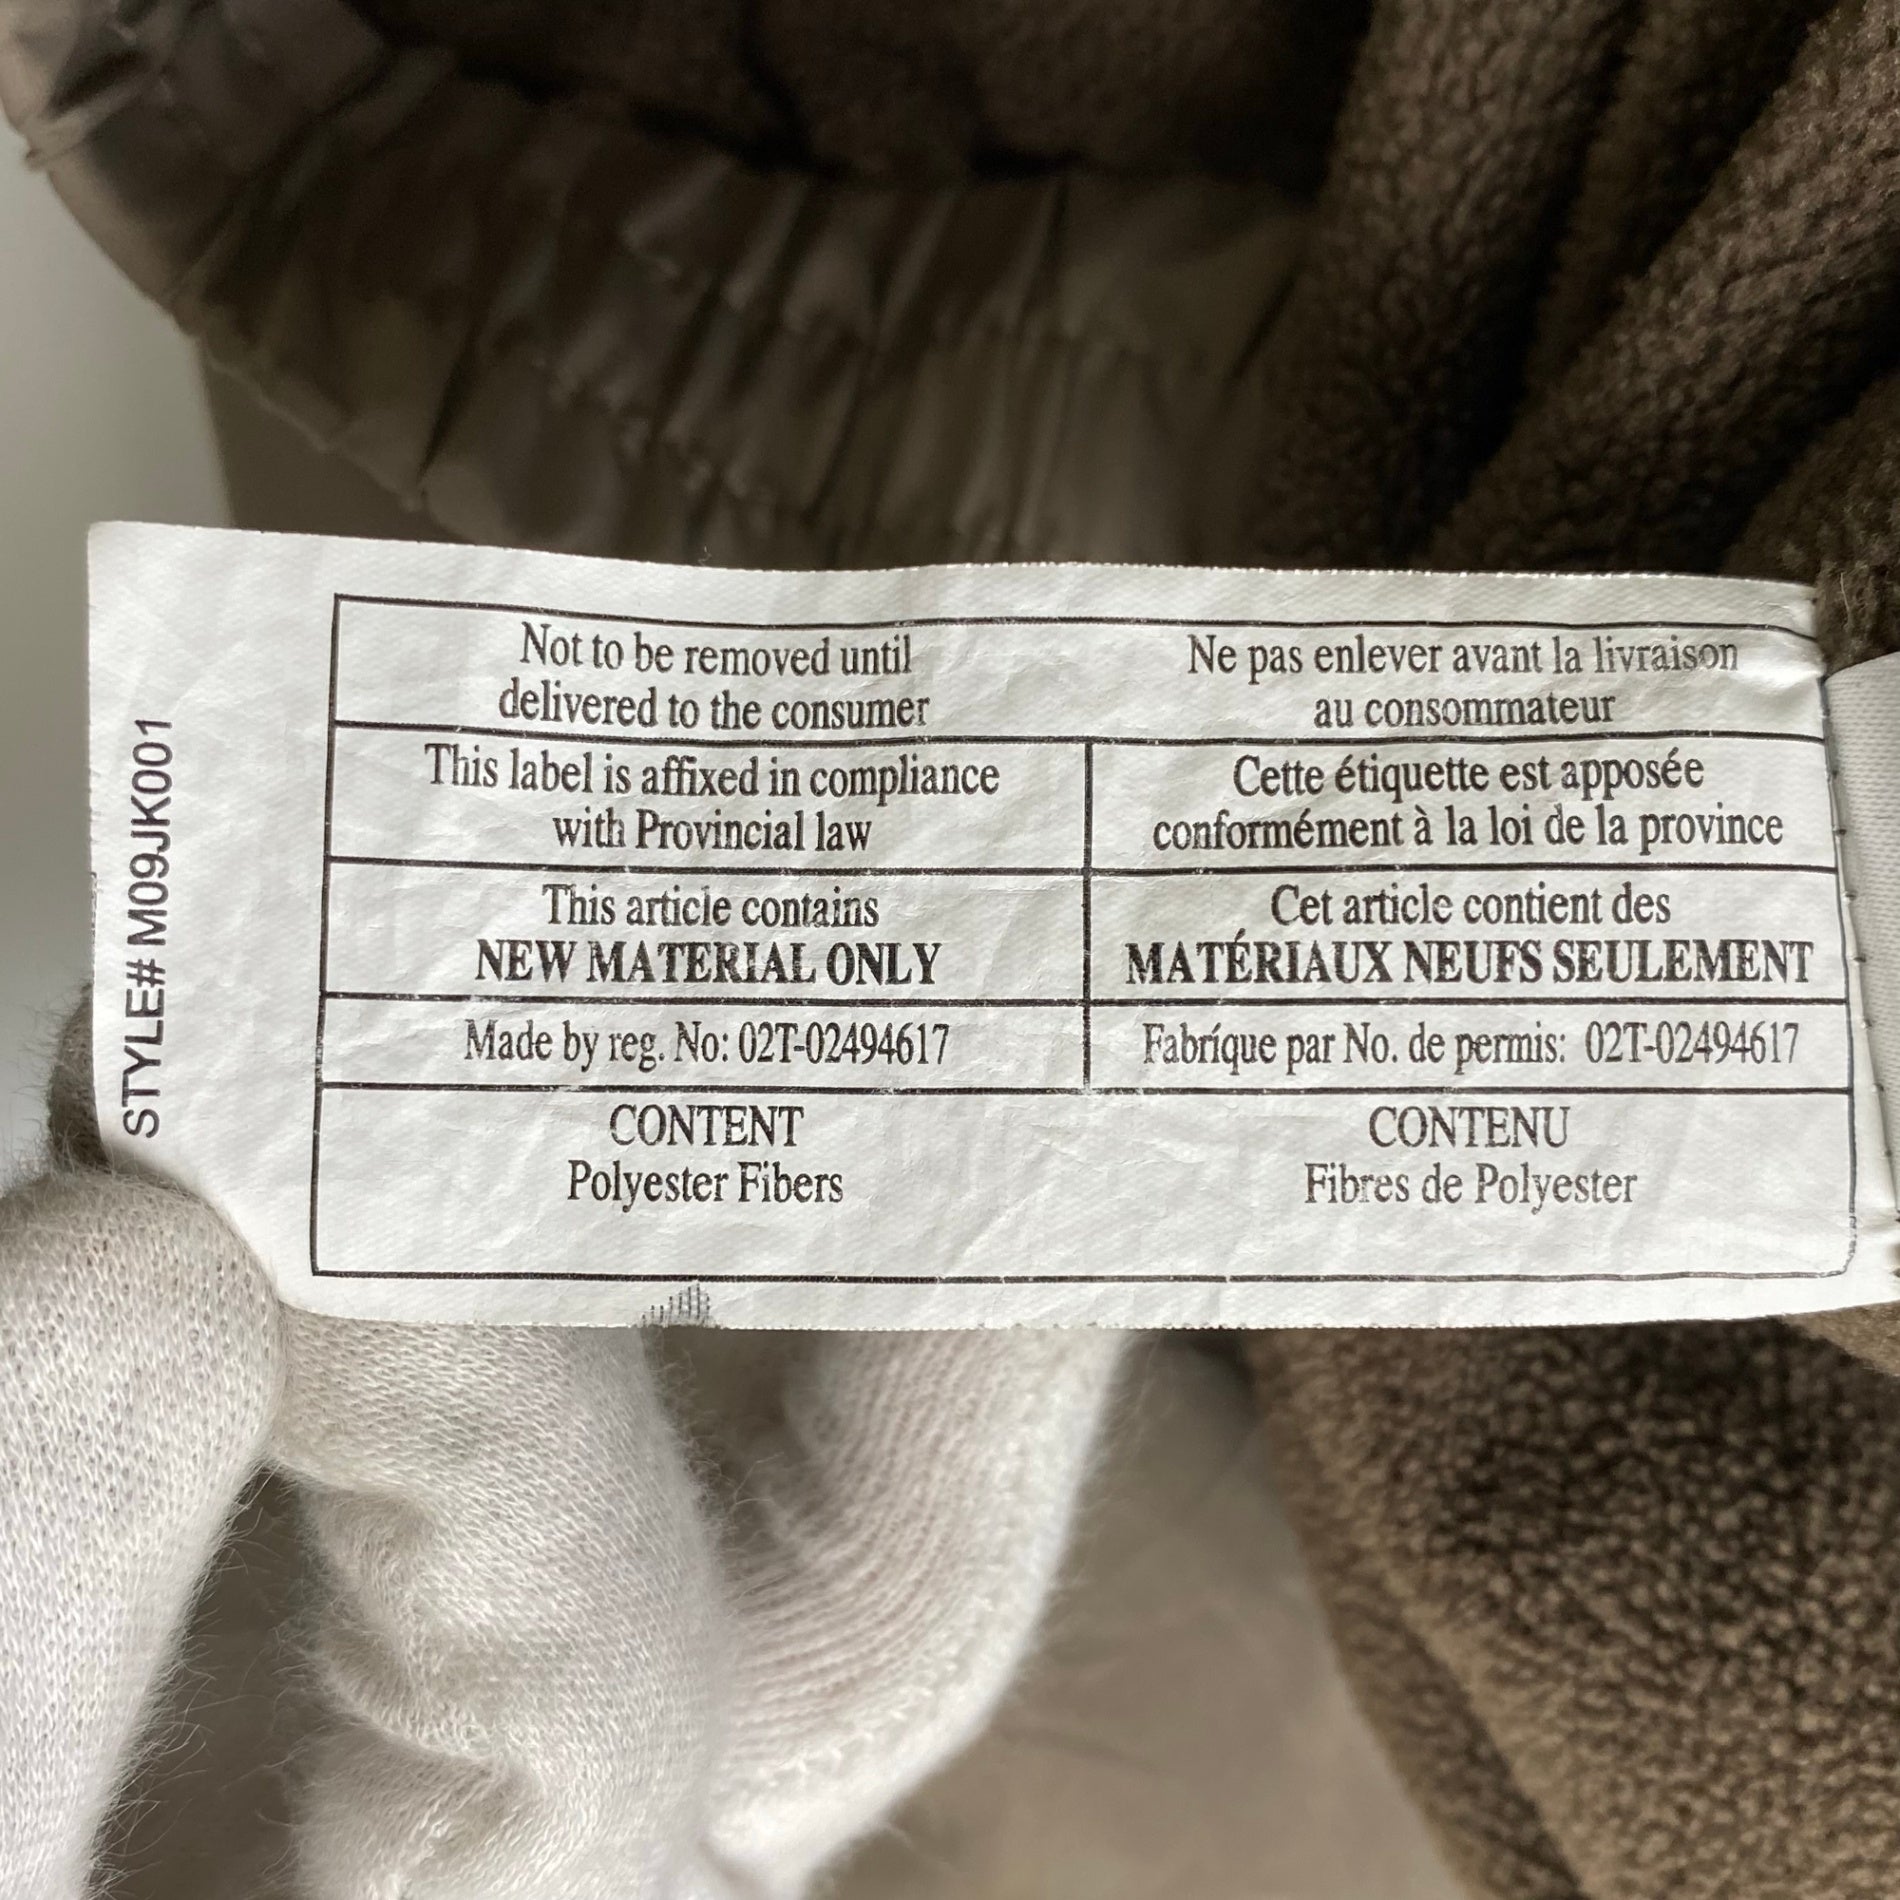 STYLE# M09JK001
Not to be removed until
delivered to the consumer
Ne pas enlever avant la livraison
au consommateur
This label is affixed in compliance
with Provincial law
Cette étiquette est apposée
conformément à la loi de la province
This article contains
NEW MATERIAL ONLY
Cet article contient des
MATÉRIAUX NEUFS SEULEMENT
Made by reg. No: 02T-02494617
Fabríque par No. de permis: 02T-02494617
CONTENT
Polyester Fibers
CONTENU
Fibres de Polyester